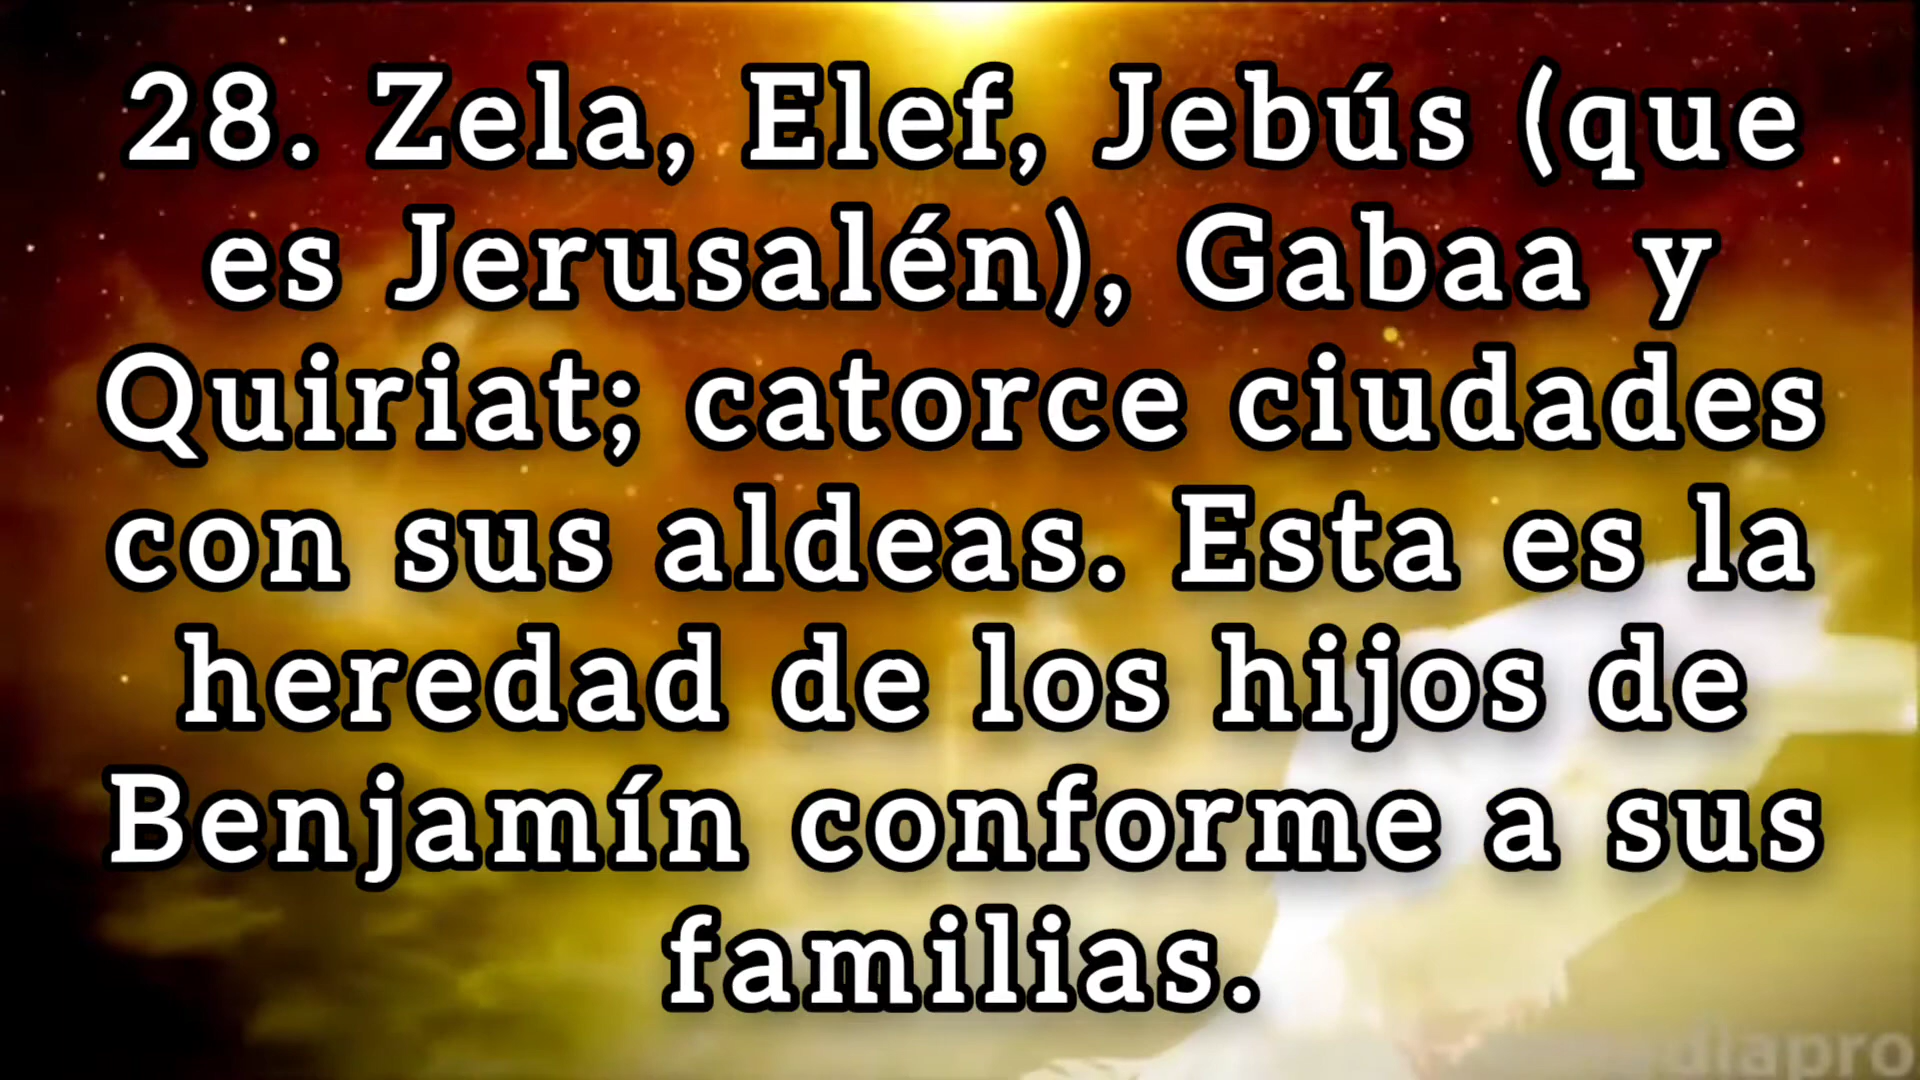 28. Zela, Elef, Jebús (que
es Jerusalén), Gabaa y
Quiriat; catorce ciudades
con sus aldeas. Esta es la
heredad de los hijos de
Benjamín conforme a sus
familias.